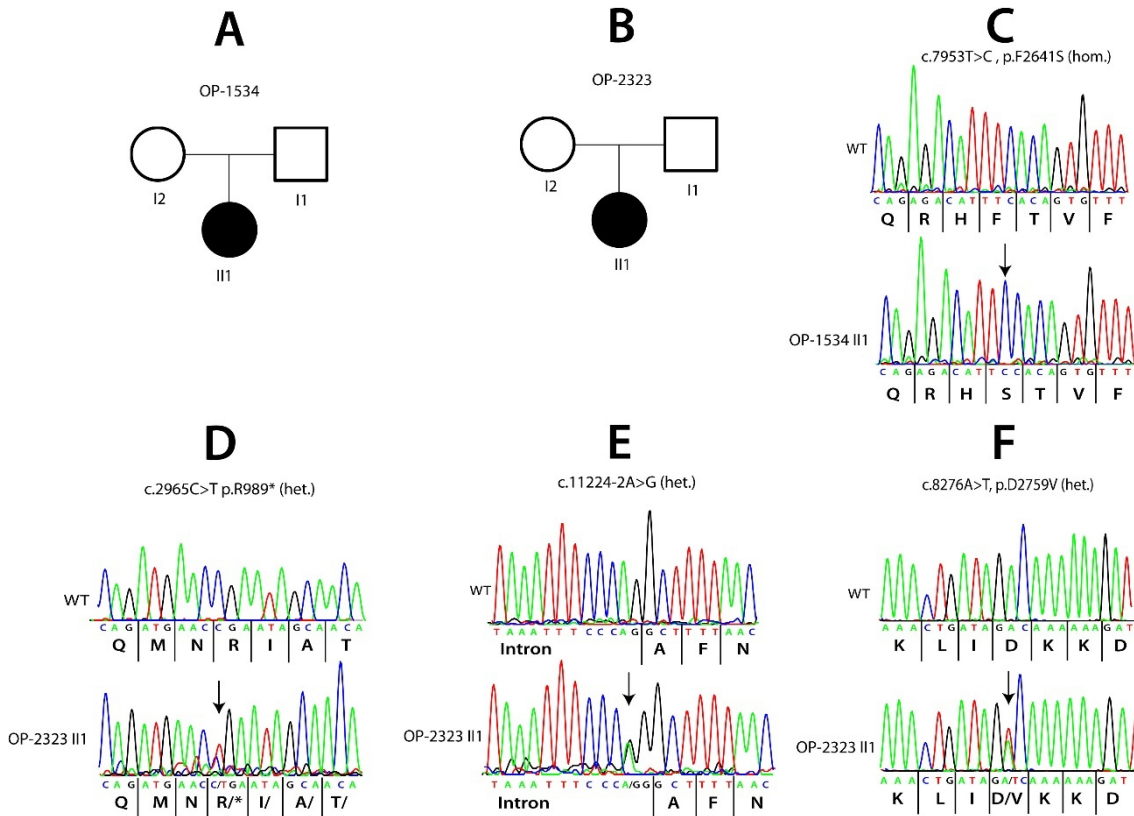 A
B
C
OP-1534
I2
I1
II1
OP-2323
I2
I1
II1
c.7953T>C , p.F2641S (hom.)
WT
C A G A G A C A T T T C A C A G T G T T T
Q R H F T V F
OP-1534 II1
C A G A G A C A T T C C A C A G T G T T T
Q R H S T V F
D
E
F
c.2965C>T p.R989* (het.)
WT
C A G A T G A A C C G A A T A G C A A C A
Q M N R I A T
OP-2323 II1
C A G A T G A A C C/T G A A T A G C A A C A
Q M N R/* I/ A/ T/
c.11224-2A>G (het.)
WT
T A A A T T T C C C A G G C T T T T A A C
Intron A F N
OP-2323 II1
T A A A T T T C C C A/G G G C T T T T A A C
Intron A F N
c.8276A>T, p.D2759V (het.)
WT
A A A C T G A T A G A C A A A A A A G A T
K L I D K K D
OP-2323 II1
A A A C T G A T A G A/T C A A A A A A G A T
K L I D/V K K D